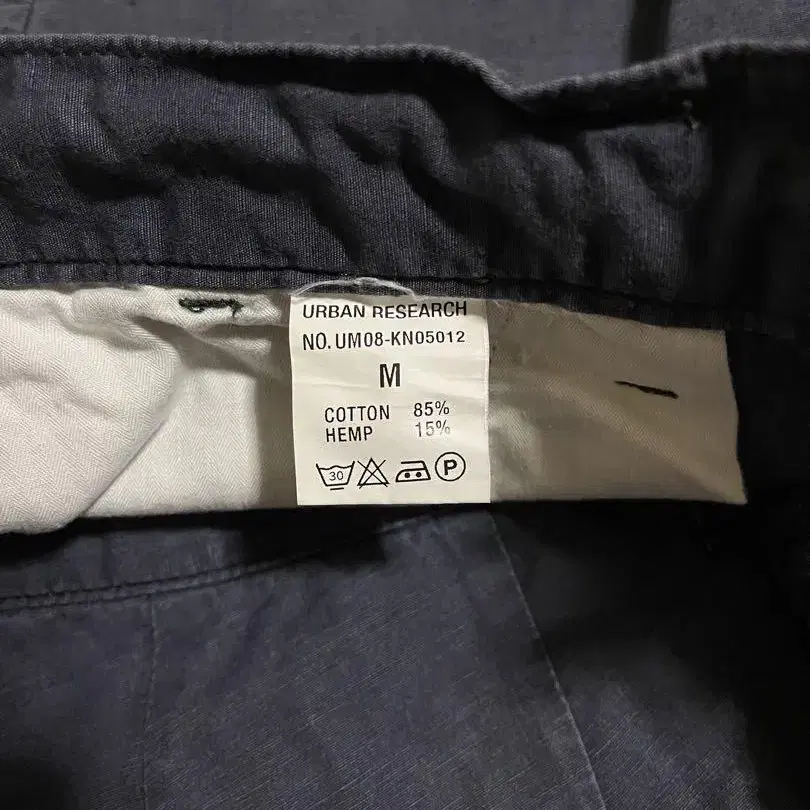 URBAN RESEARCH
NO. UM08-KN05012
M
COTTON 85%
HEMP 15%
30 P